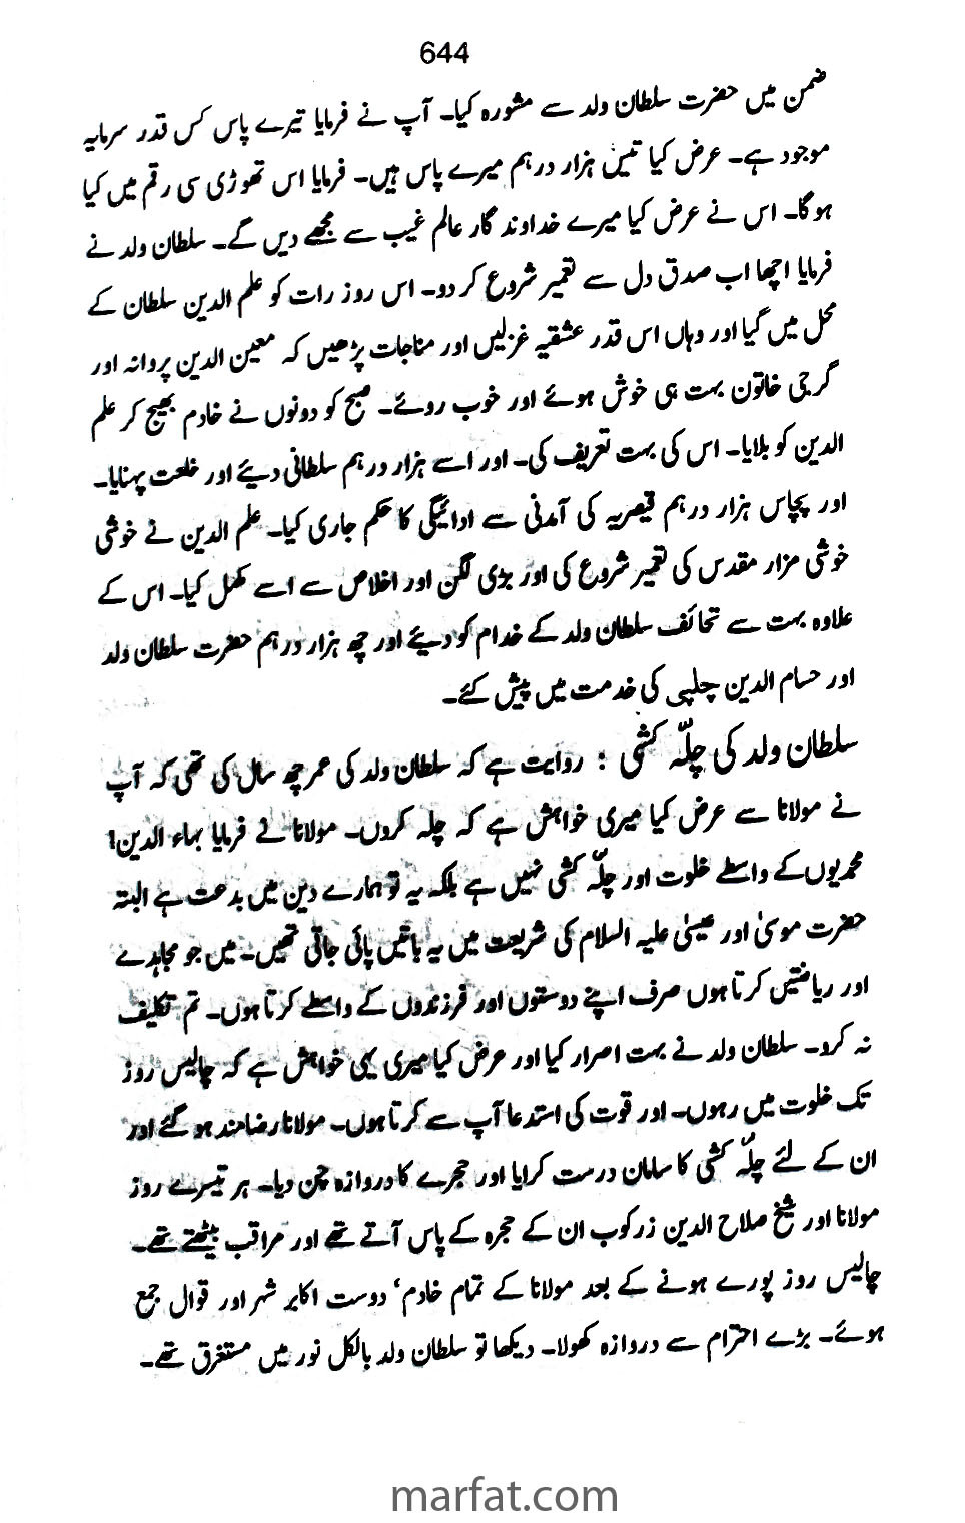 644
ضمن میں حضرت سلطان ولد سے مشورہ کیا۔ آپ نے فرمایا تیرے پاس کس قدر سرمایہ
موجود ہے۔ عرض کیا تیس ہزار درہم میرے پاس ہیں۔ فرمایا اس تھوڑی سی رقم میں کیا
ہوگا۔ اس نے عرض کیا میرے خداوند گار عالم غیب سے مجھے دیں گے۔ سلطان ولد نے
فرمایا اچھا اب صدق دل سے تعمیر شروع کر دو۔ اس روز رات کو علم الدین سلطان کے
محل میں گیا اور وہاں اس قدر عشقیہ غزلیں اور مناجات پڑھیں کہ معین الدین پروانہ اور
گرجی خاتون بہت ہی خوش ہوئے اور خوب روئے۔ صبح کو دونوں نے خادم بھیج کر علم
الدین کو بلایا۔ اس کی بہت تعریف کی۔ اور اسے ہزار درہم سلطانی دیئے اور خلعت پہنایا۔
اور پچاس ہزار درہم قیصریہ کی آمدنی سے ادائیگی کا حکم جاری کیا۔ علم الدین نے خوشی
خوشی مزار مقدس کی تعمیر شروع کی اور بڑی لگن اور اخلاص سے اسے مکمل کیا۔ اس کے
علاوہ بہت سے تحائف سلطان ولد کے خدام کو دیئے اور چھ ہزار درہم حضرت سلطان ولد
اور حسام الدین چلپی کی خدمت میں پیش کئے۔
سلطان ولد کی چلّہ کشی : روایت ہے کہ سلطان ولد کی عمر چھ سال کی تھی کہ آپ
نے مولانا سے عرض کیا میری خواہش ہے کہ چلہ کروں۔ مولانا نے فرمایا بہاء الدین!
محمدیوں کے واسطے خلوت اور چلّہ کشی نہیں ہے بلکہ یہ تو ہمارے دین میں بدعت ہے البتہ
حضرت موسیٰ اور عیسیٰ علیہ السلام کی شریعت میں یہ باتیں پائی جاتی تھیں۔ میں جو مجاہدے
اور ریاضتیں کرتا ہوں صرف اپنے دوستوں اور فرزندوں کے واسطے کرتا ہوں۔ تم تکلیف
نہ کرو۔ سلطان ولد نے بہت اصرار کیا اور عرض کیا میری یہی خواہش ہے کہ چالیس روز
تک خلوت میں رہوں۔ اور قوت کی استدعا آپ سے کرتا ہوں۔ مولانا رضامند ہو گئے اور
ان کے لئے چلّہ کشی کا سامان درست کرایا اور حجرے کا دروازہ چن دیا۔ ہر تیسرے روز
مولانا اور شیخ صلاح الدین زرکوب ان کے حجرہ کے پاس آتے تھے اور مراقب بیٹھتے تھے۔
چالیس روز پورے ہونے کے بعد مولانا کے تمام خادم، دوست اکابر شہر اور قوال جمع
ہوئے۔ بڑے احترام سے دروازہ کھولا۔ دیکھا تو سلطان ولد بالکل نور میں مستغرق تھے۔
marfat.com